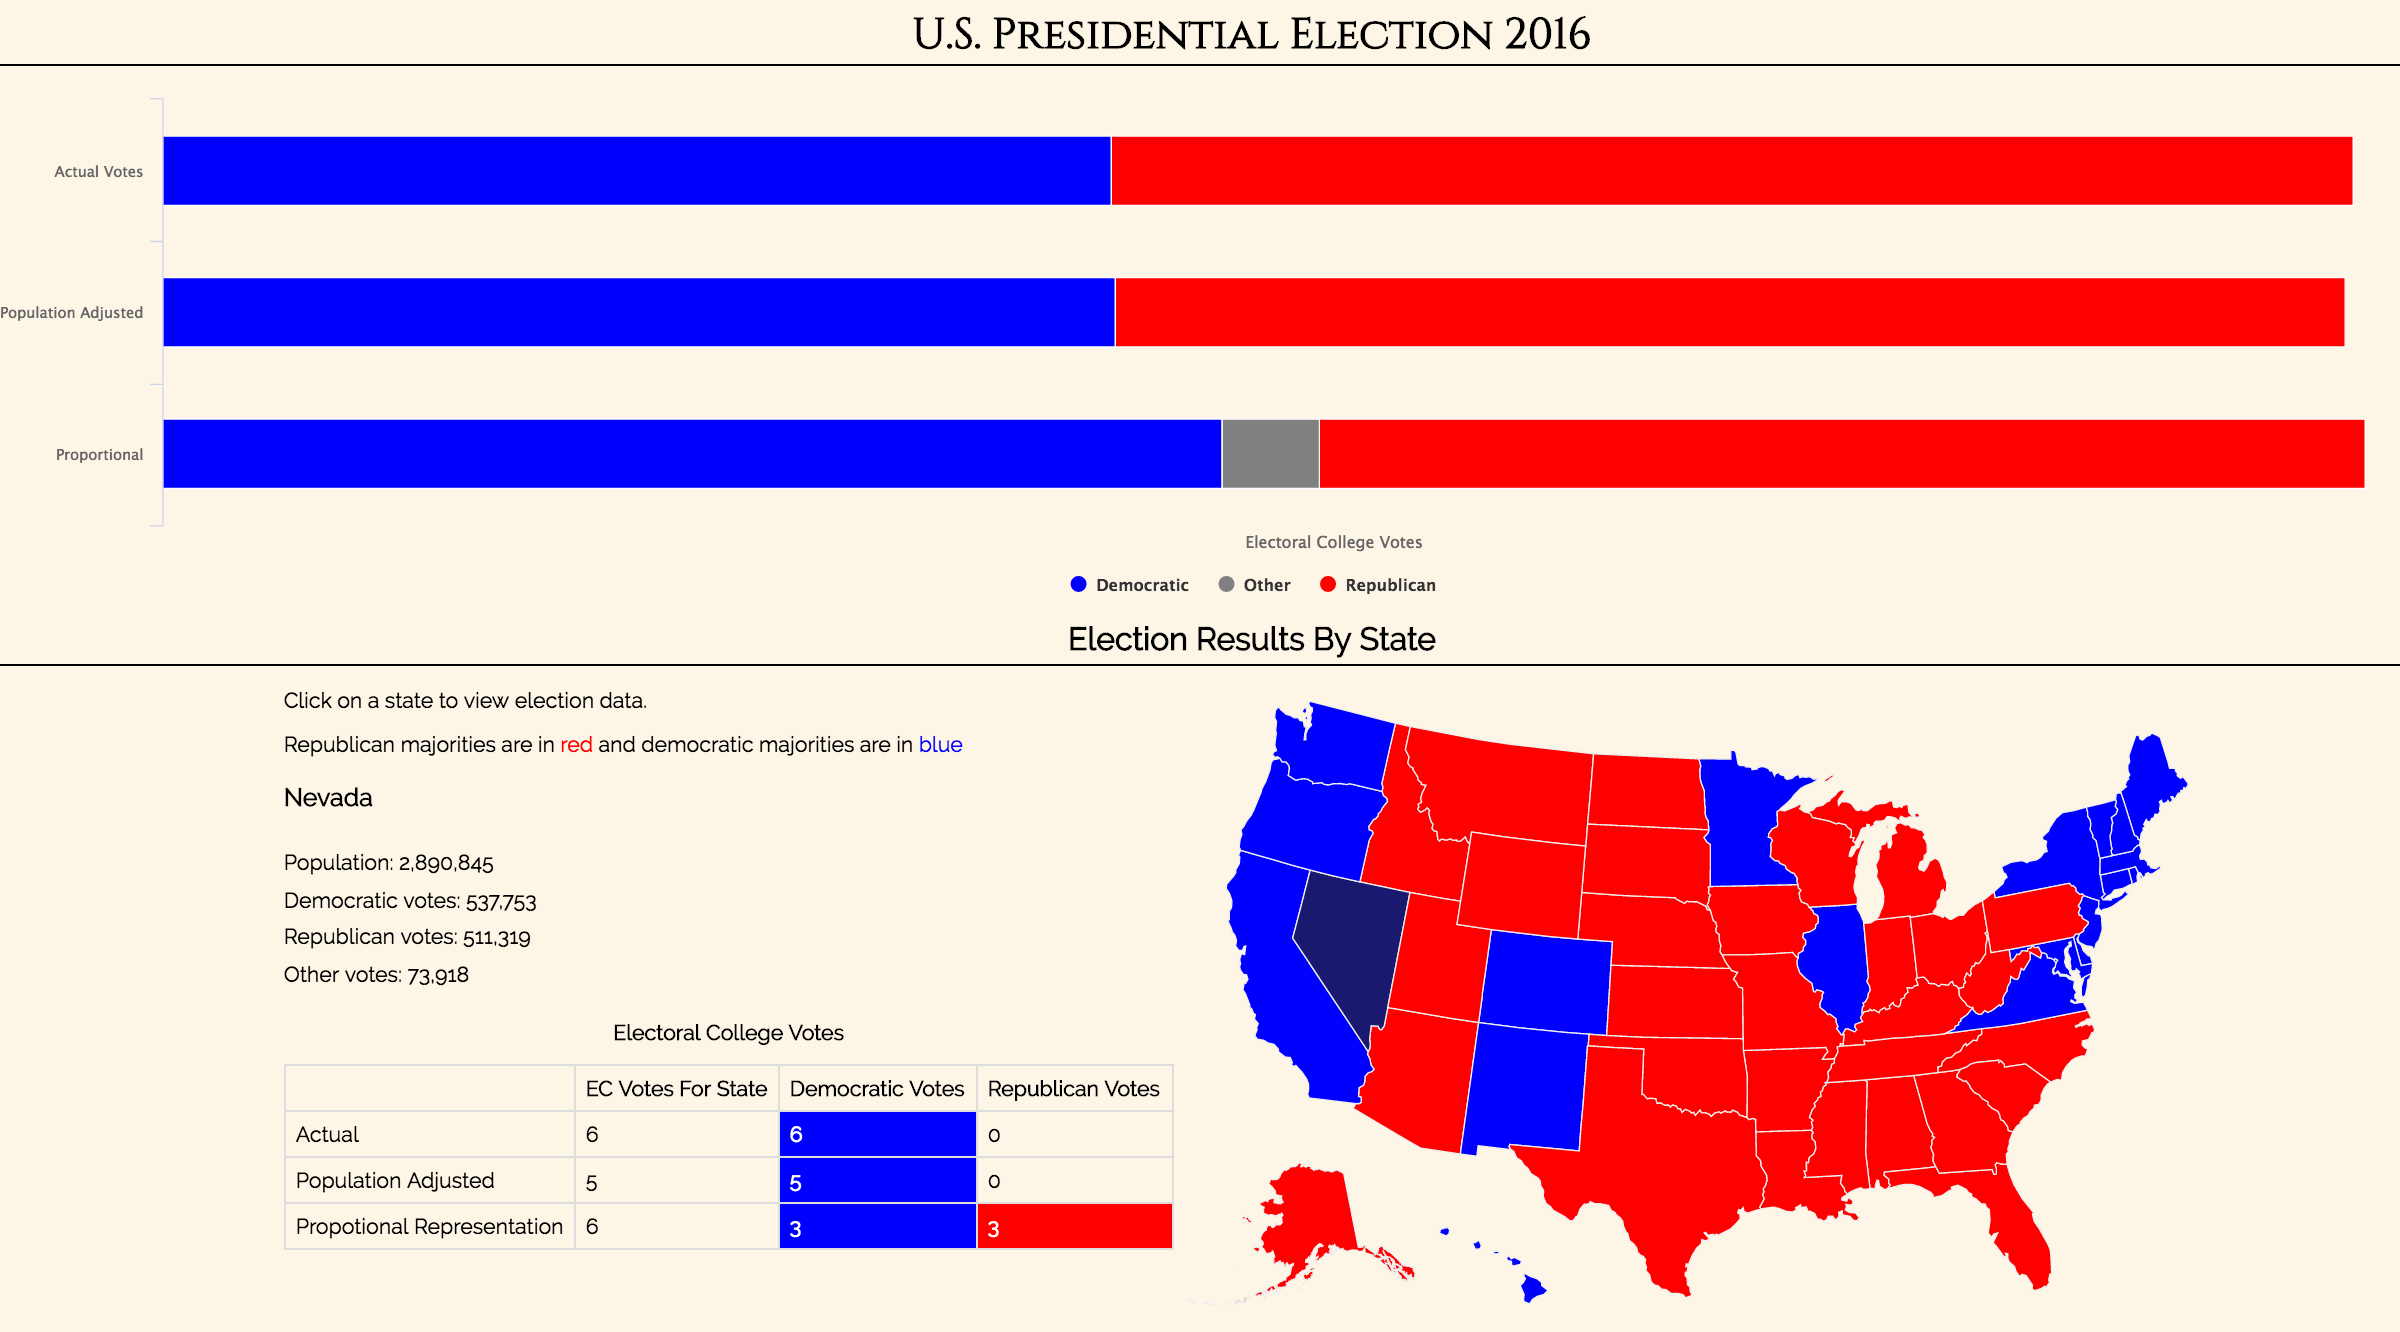 U.S. Presidential Election 2016
Actual Votes
Population Adjusted
Proportional
Electoral College Votes
Democratic Other Republican
Election Results By State
Click on a state to view election data.
Republican majorities are in red and democratic majorities are in blue
Nevada
Population: 2,890,845
Democratic votes: 537,753
Republican votes: 511,319
Other votes: 73,918
Electoral College Votes
EC Votes For State Democratic Votes Republican Votes
Actual 6 6 0
Population Adjusted 5 5 0
Propotional Representation 6 3 3